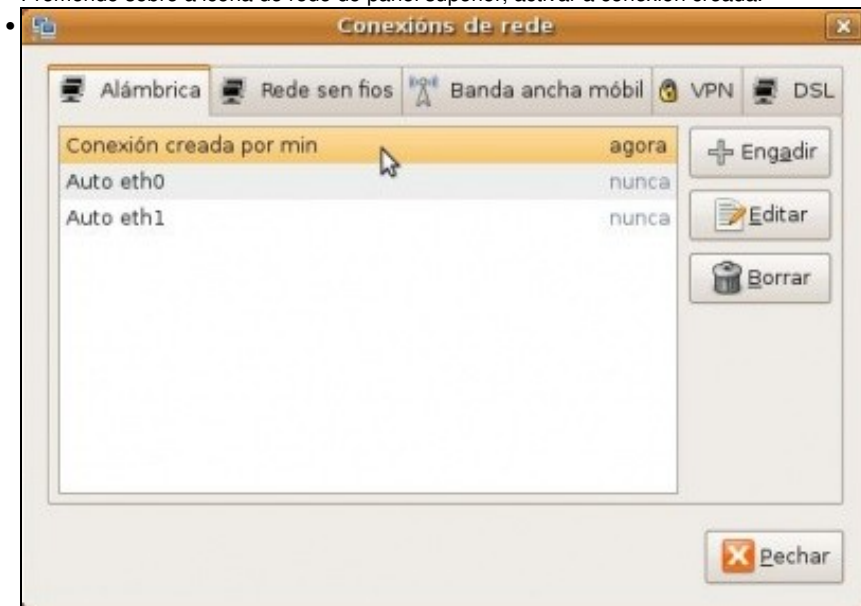 Conexións de rede
Alámbrica Rede sen fíos Banda ancha móbil VPN DSL
Conexión creada por min agora
Auto eth0 nunca
Auto eth1 nunca
Engadir
Editar
Borrar
Pechar